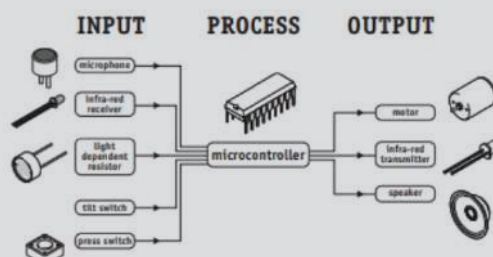 INPUT PROCESS OUTPUT
microphone
infra-red
receiver
light
dependent
resistor
tilt switch
press switch
microcontroller
motor
infra-red
transmitter
speaker